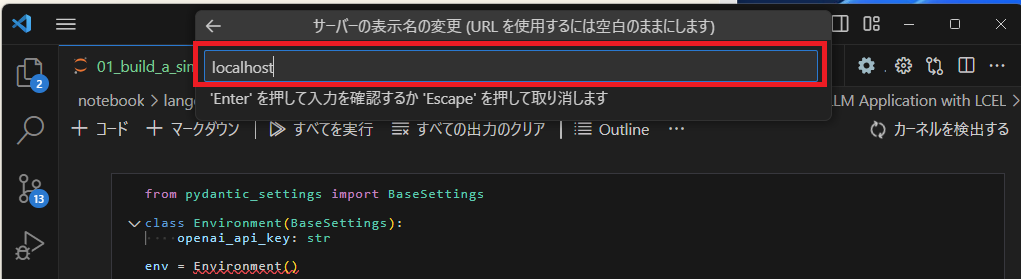 サーバーの表示名の変更 (URL を使用するには空白のままにします)
localhost
'Enter' を押して入力を確認するか 'Escape' を押して取り消します
01_build_a_sin
notebook > lang
LM Application with LCEL >
+ コード + マークダウン すべてを実行 すべての出力のクリア Outline ... カーネルを検出する
2
13
from pydantic_settings import BaseSettings
class Environment(BaseSettings):
openai_api_key: str
env = Environment()